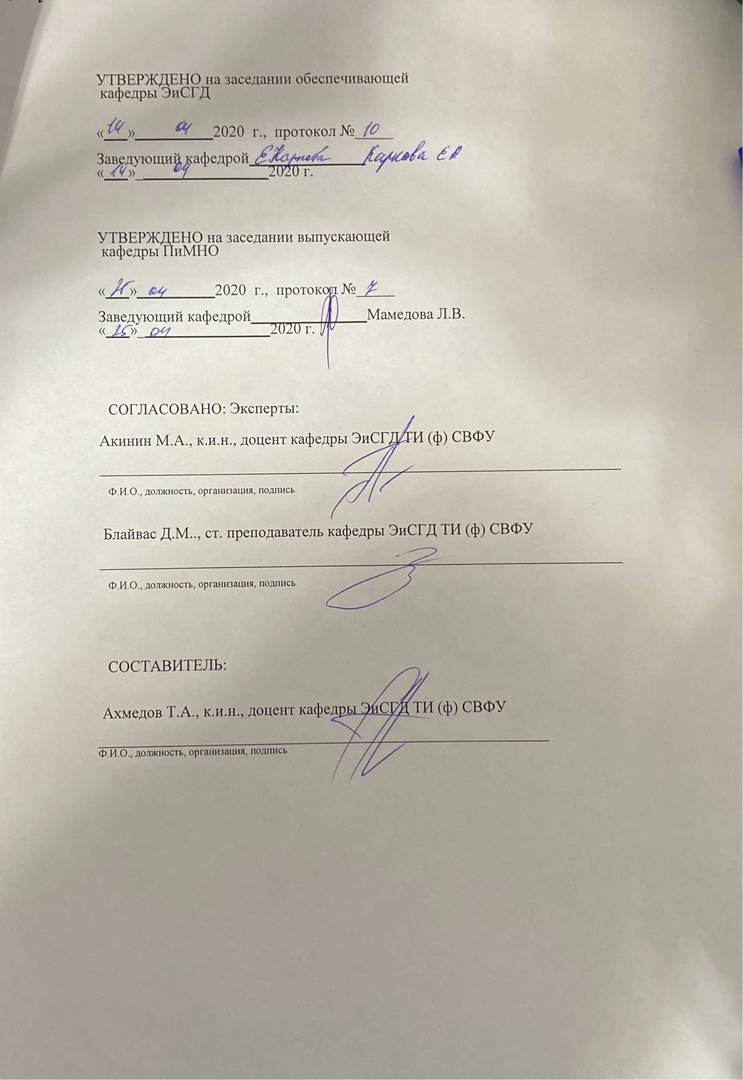 УТВЕРЖДЕНО на заседании обеспечивающей
кафедры ЭиСГД
«14» 04 2020 г., протокол № 10
Заведующий кафедрой Карпова Е.А.
«14» 04 2020 г.
УТВЕРЖДЕНО на заседании выпускающей
кафедры ПиМНО
«25» 04 2020 г., протокол № 7
Заведующий кафедрой Мамедова Л.В.
«25» 04 2020 г.
СОГЛАСОВАНО: Эксперты:
Акинин М.А., к.и.н., доцент кафедры ЭиСГД ТИ (ф) СВФУ
Ф.И.О., должность, организация, подпись
Блайвас Д.М.., ст. преподаватель кафедры ЭиСГД ТИ (ф) СВФУ
Ф.И.О., должность, организация, подпись
СОСТАВИТЕЛЬ:
Ахмедов Т.А., к.и.н., доцент кафедры ЭиСГД ТИ (ф) СВФУ
Ф.И.О., должность, организация, подпись